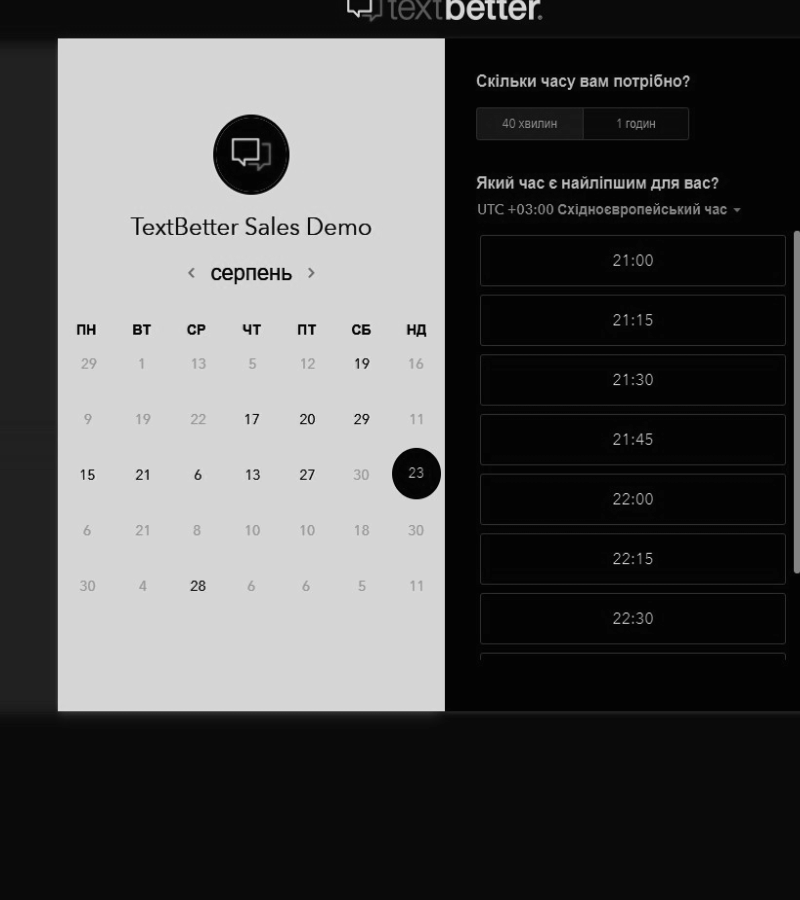 textbetter.
TextBetter Sales Demo
‹ серпень ›
ПН ВТ СР ЧТ ПТ СБ НД
29 1 13 5 12 19 16
9 19 22 17 20 29 11
15 21 6 13 27 30 23
6 21 8 10 10 18 30
30 4 28 6 6 5 11
Скільки часу вам потрібно?
40 хвилин 1 годин
Який час є найліпшим для вас?
UTC +03:00 Східноєвропейський час
21:00
21:15
21:30
21:45
22:00
22:15
22:30